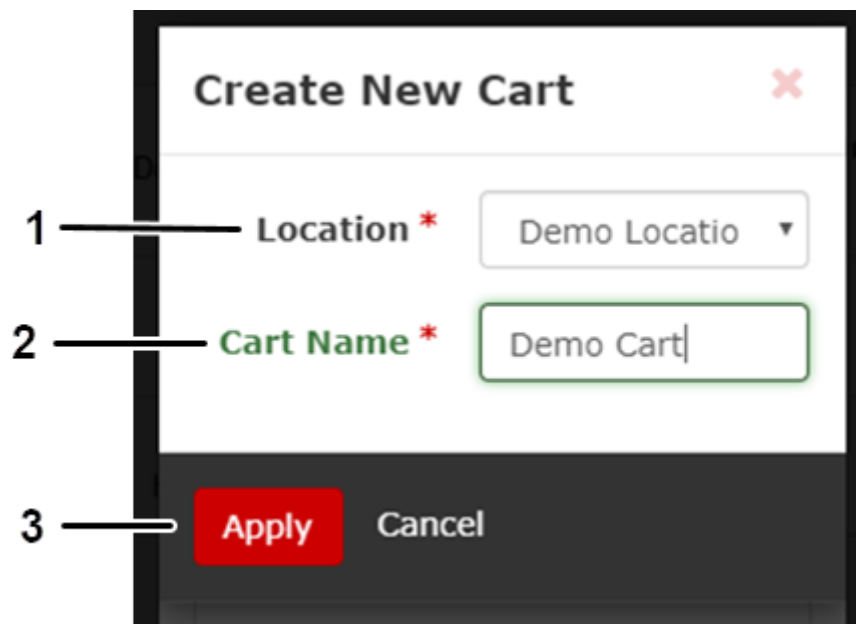 Create New Cart ✖
1 Location * Demo Locatio ▼
2 Cart Name * Demo Cart
3 Apply Cancel